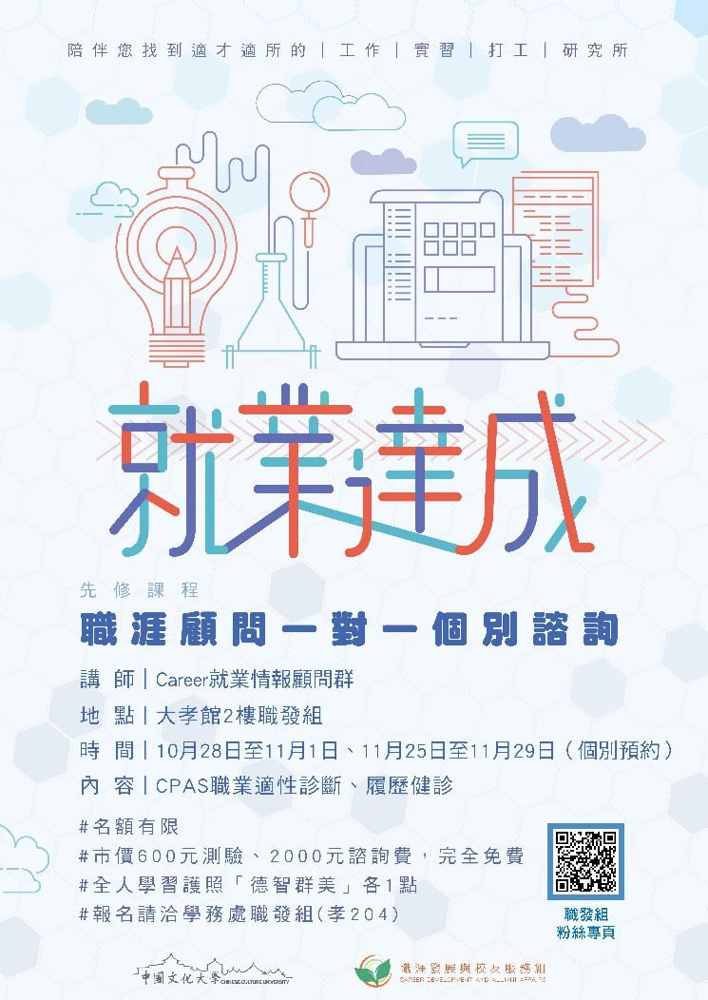 陪伴您找到適才適所的｜工作｜實習｜打工｜研究所
就業達成
先修課程
職涯顧問一對一個別諮詢
講師｜Career就業情報顧問群
地點｜大孝館2樓職發組
時間｜10月28日至11月1日、11月25日至11月29日（個別預約）
內容｜CPAS職業適性診斷、履歷健診
#名額有限
#市價600元測驗、2000元諮詢費，完全免費
#全人學習護照「德智群美」各1點
#報名請洽學務處職發組(孝204)
職發組
粉絲專頁
中國文化大學 CHINESE CULTURE UNIVERSITY
職涯發展與校友服務組
CAREER DEVELOPMENT AND ALUMNI AFFAIRS